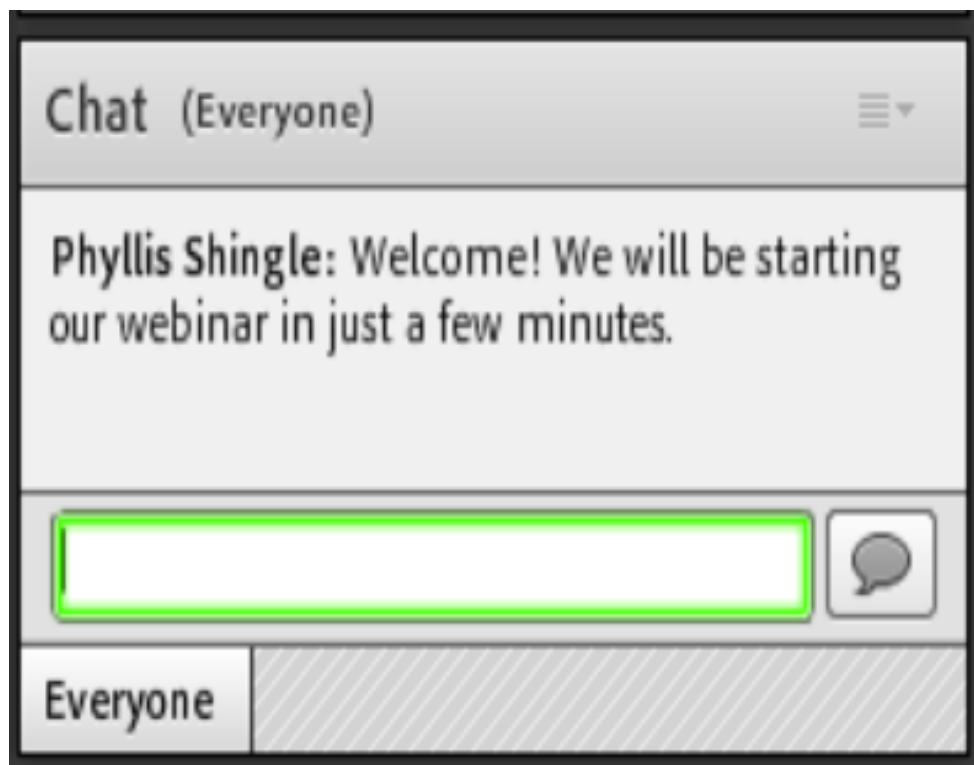 Chat (Everyone)
Phyllis Shingle: Welcome! We will be starting
our webinar in just a few minutes.
Everyone